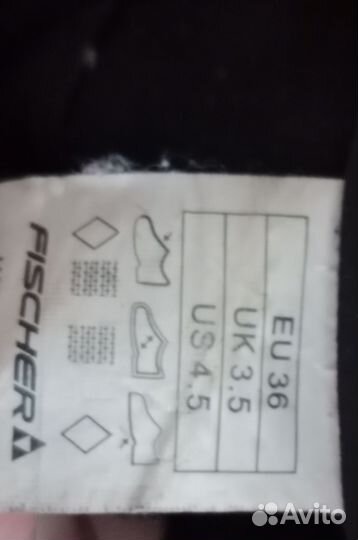 EU 36
UK 3.5
US 4.5
FISCHER
Avito